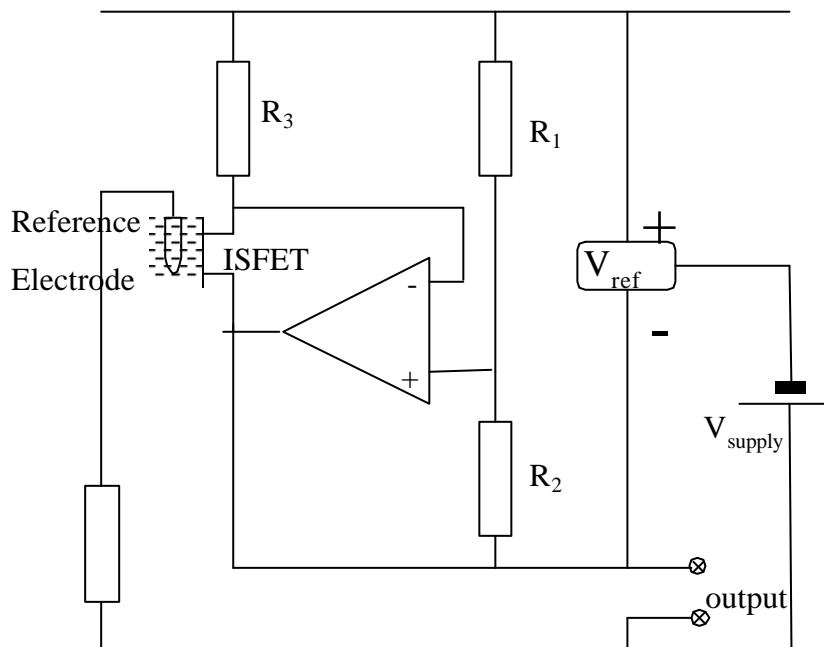 R3
R1
Reference
Electrode
ISFET
-
+
+
Vref
-
Vsupply
R2
output